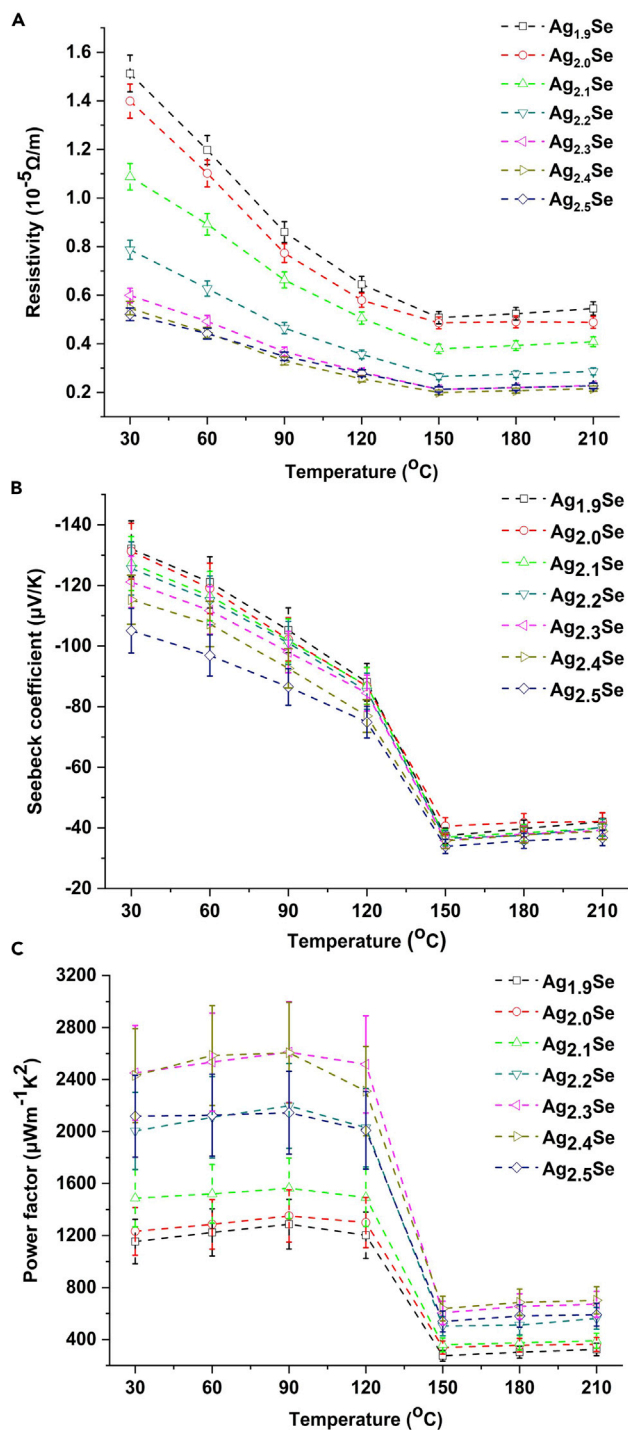 A
Resistivity (10⁻⁵Ω/m)
1.6
1.4
1.2
1.0
0.8
0.6
0.4
0.2
Ag₁.₉Se
Ag₂.₀Se
Ag₂.₁Se
Ag₂.₂Se
Ag₂.₃Se
Ag₂.₄Se
Ag₂.₅Se
30 60 90 120 150 180 210
Temperature (ᴼC)
B
Seebeck coefficient (μV/K)
-140
-120
-100
-80
-60
-40
-20
Ag₁.₉Se
Ag₂.₀Se
Ag₂.₁Se
Ag₂.₂Se
Ag₂.₃Se
Ag₂.₄Se
Ag₂.₅Se
30 60 90 120 150 180 210
Temperature (ᴼC)
C
Power factor (μWm⁻¹K²)
3200
2800
2400
2000
1600
1200
800
400
Ag₁.₉Se
Ag₂.₀Se
Ag₂.₁Se
Ag₂.₂Se
Ag₂.₃Se
Ag₂.₄Se
Ag₂.₅Se
30 60 90 120 150 180 210
Temperature (ᴼC)